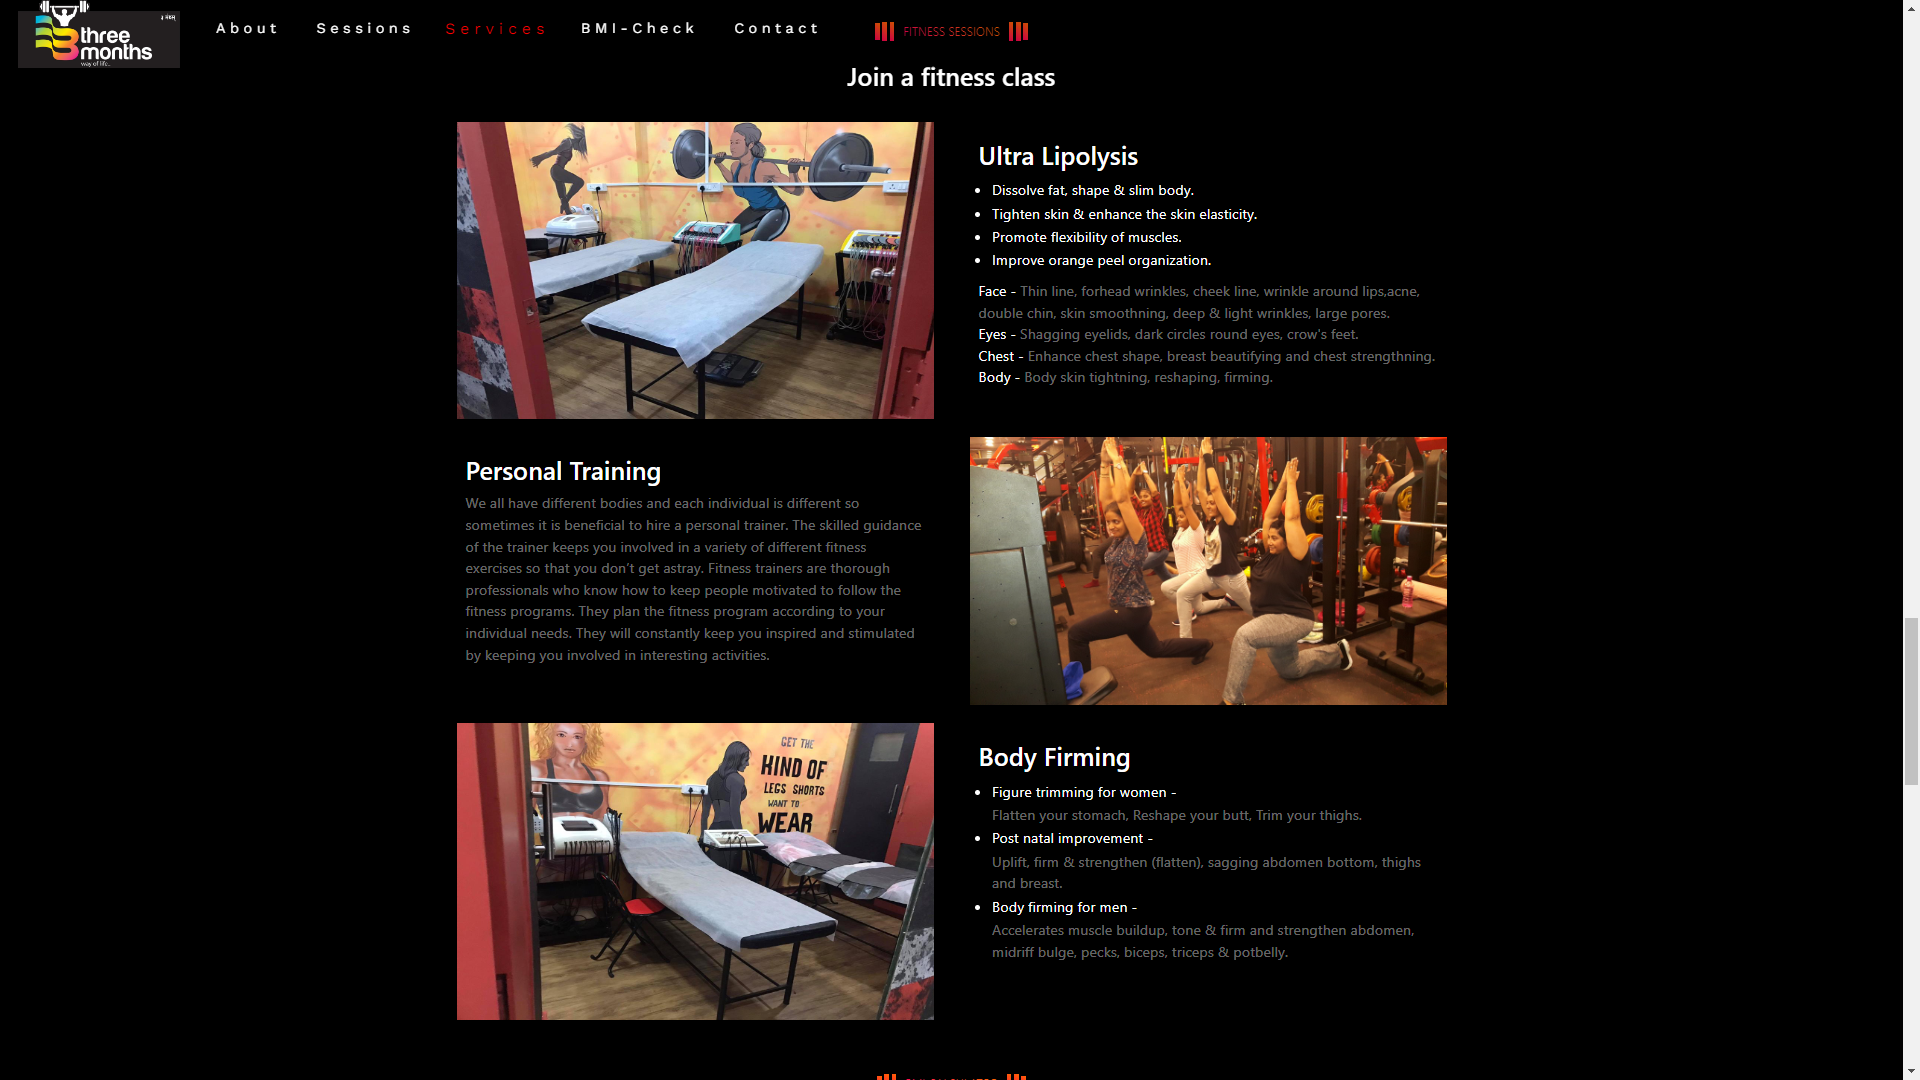 three
months
way of life..
About
Sessions
Services
BMI-Check
Contact
FITNESS SESSIONS
Join a fitness class
Ultra Lipolysis
Dissolve fat, shape & slim body.
Tighten skin & enhance the skin elasticity.
Promote flexibility of muscles.
Improve orange peel organization.
Face - Thin line, forhead wrinkles, cheek line, wrinkle around lips,acne,
double chin, skin smoothning, deep & light wrinkles, large pores.
Eyes - Shagging eyelids, dark circles round eyes, crow's feet.
Chest - Enhance chest shape, breast beautifying and chest strengthning.
Body - Body skin tightning, reshaping, firming.
Personal Training
We all have different bodies and each individual is different so
sometimes it is beneficial to hire a personal trainer. The skilled guidance
of the trainer keeps you involved in a variety of different fitness
exercises so that you don’t get astray. Fitness trainers are thorough
professionals who know how to keep people motivated to follow the
fitness programs. They plan the fitness program according to your
individual needs. They will constantly keep you inspired and stimulated
by keeping you involved in interesting activities.
GET THE
KIND OF
LEGS SHORTS
WANT TO
WEAR
Body Firming
Figure trimming for women -
Flatten your stomach, Reshape your butt, Trim your thighs.
Post natal improvement -
Uplift, firm & strengthen (flatten), sagging abdomen bottom, thighs
and breast.
Body firming for men -
Accelerates muscle buildup, tone & firm and strengthen abdomen,
midriff bulge, pecks, biceps, triceps & potbelly.